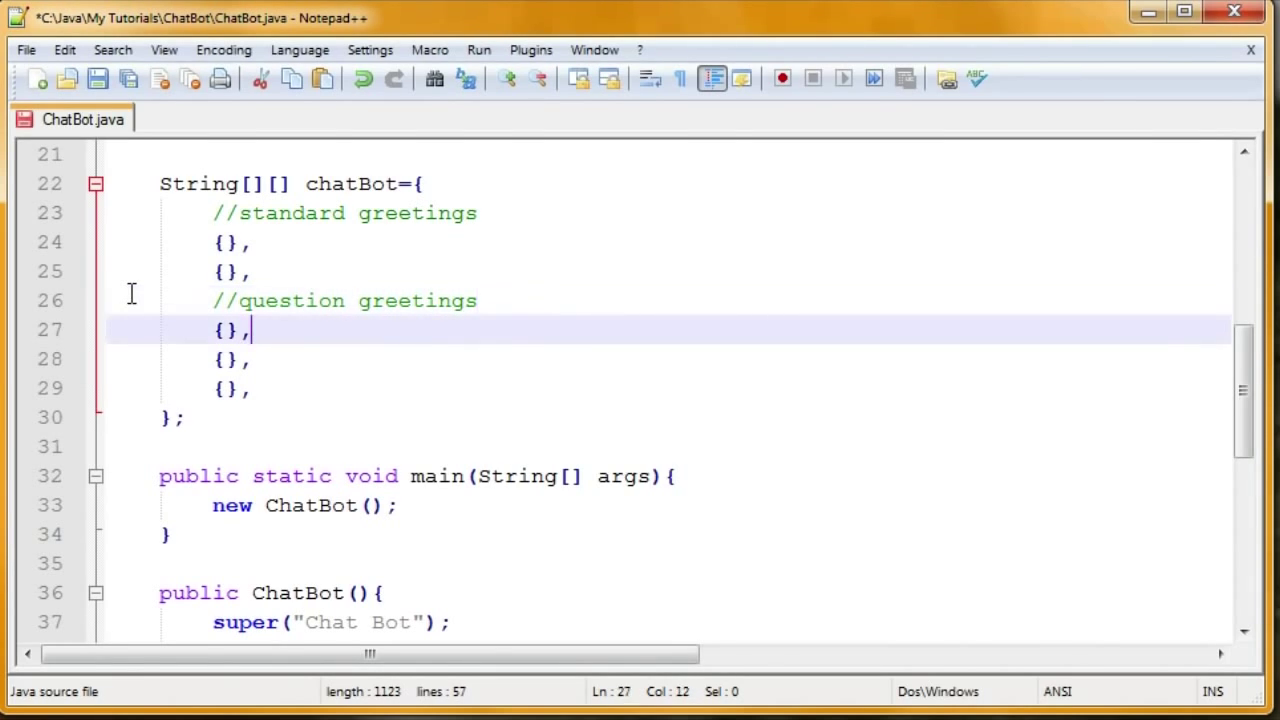 *C:\Java\My Tutorials\ChatBot\ChatBot.java - Notepad++
File Edit Search View Encoding Language Settings Macro Run Plugins Window ? X
ABC
ChatBot.java
21
22 String[][] chatBot={
23 //standard greetings
24 {},
25 {},
26 //question greetings
27 {},
28 {},
29 {},
30 };
31
32 public static void main(String[] args){
33 new ChatBot();
34 }
35
36 public ChatBot(){
37 super("Chat Bot");
Java source file length : 1123 lines : 57 Ln : 27 Col : 12 Sel : 0 Dos\Windows ANSI INS